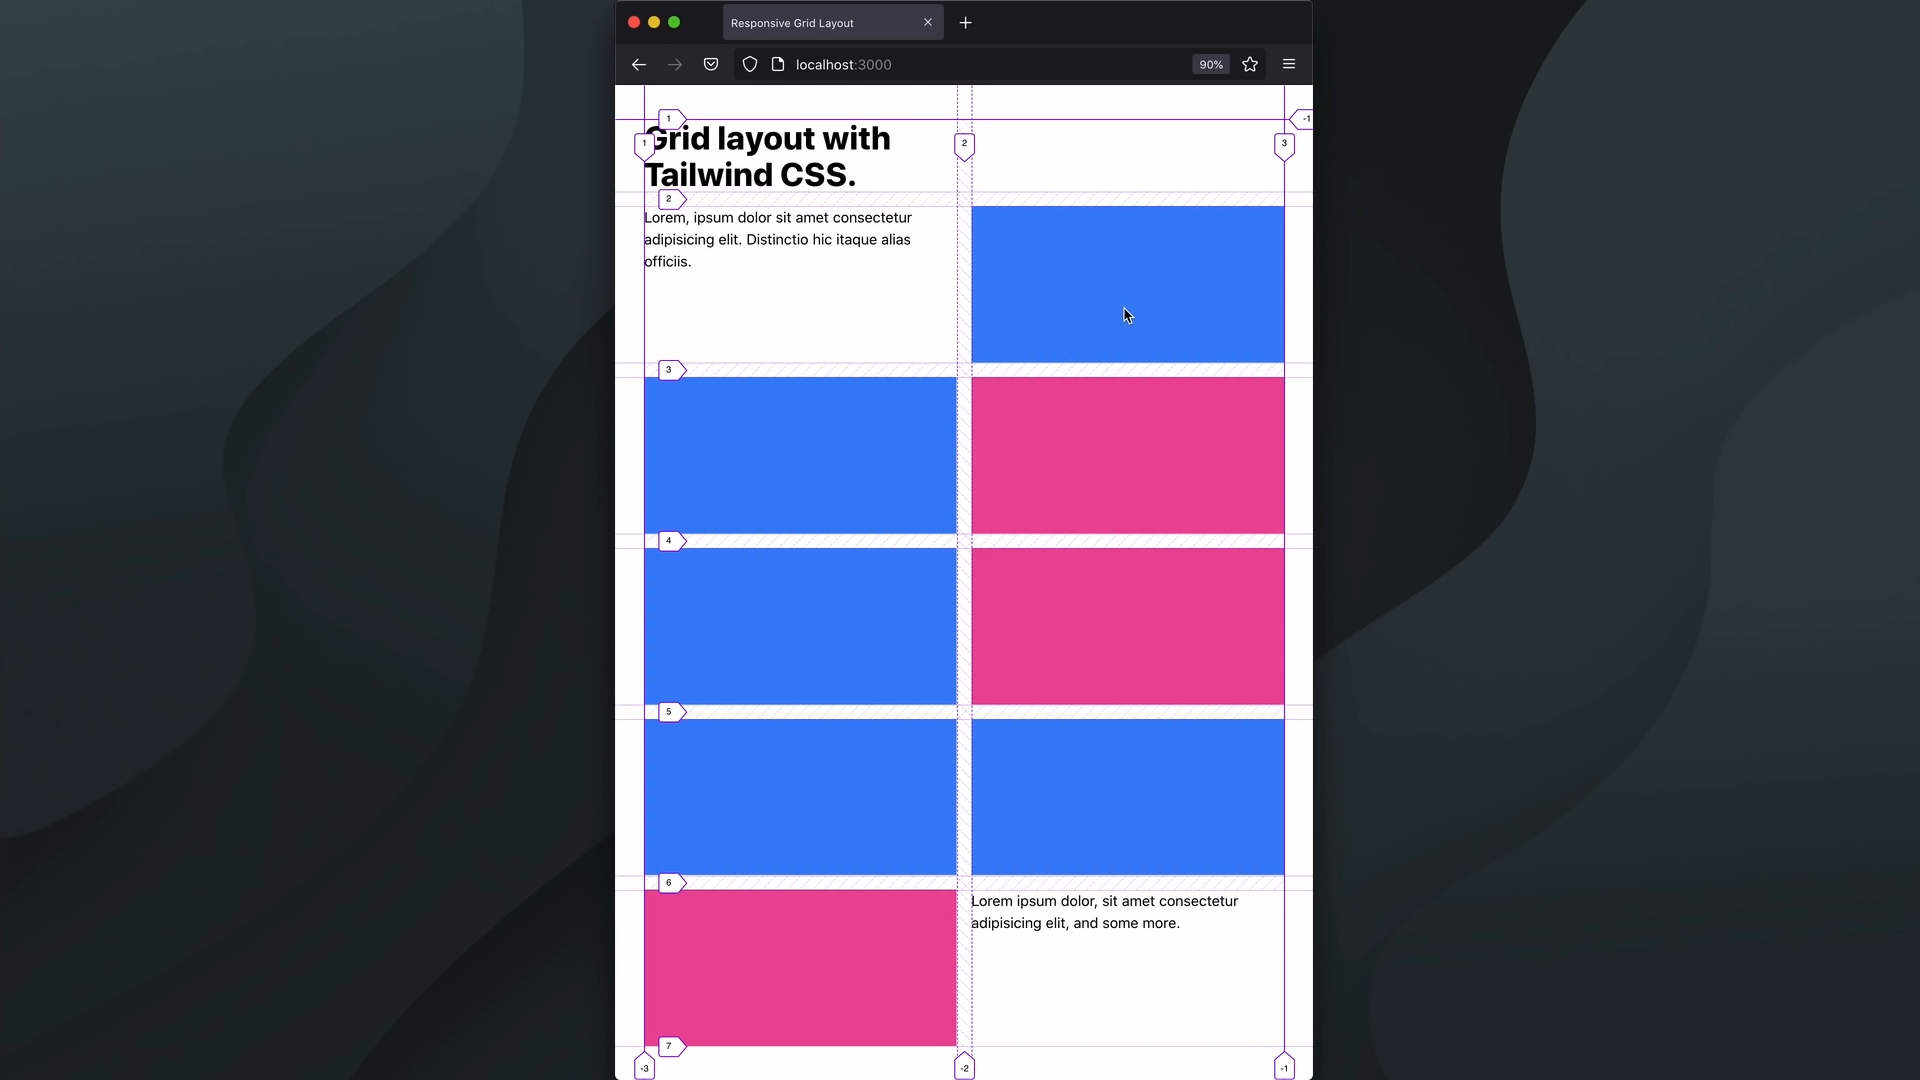 Responsive Grid Layout
localhost:3000
90%
1
-1
Grid layout with
1
2
3
Tailwind CSS.
2
Lorem, ipsum dolor sit amet consectetur
adipisicing elit. Distinctio hic itaque alias
officiis.
3
4
5
6
Lorem ipsum dolor, sit amet consectetur
adipisicing elit, and some more.
7
-3
-2
-1